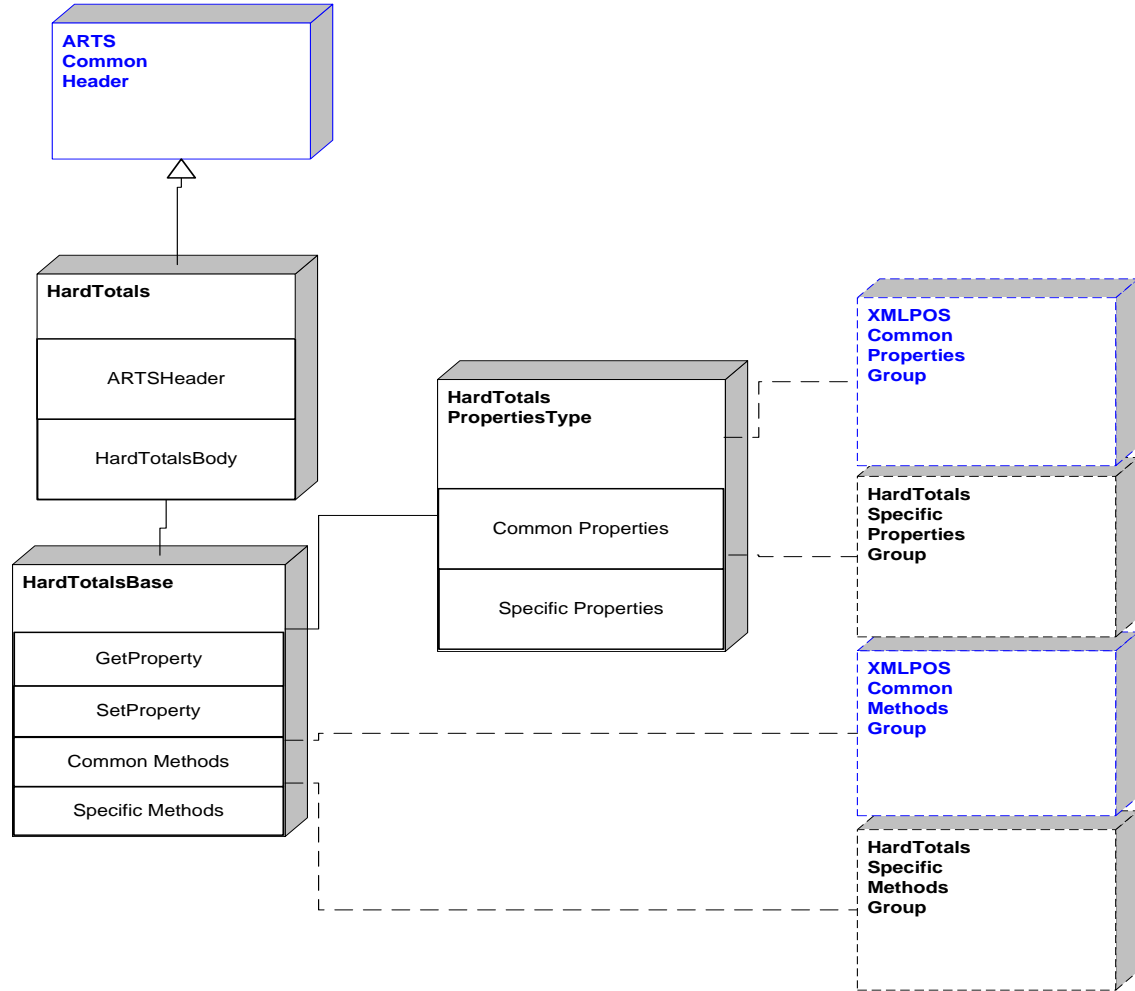 ARTS
Common
Header
HardTotals
ARTSHeader
HardTotalsBody
HardTotalsBase
GetProperty
SetProperty
Common Methods
Specific Methods
HardTotals
PropertiesType
Common Properties
Specific Properties
XMLPOS
Common
Properties
Group
HardTotals
Specific
Properties
Group
XMLPOS
Common
Methods
Group
HardTotals
Specific
Methods
Group